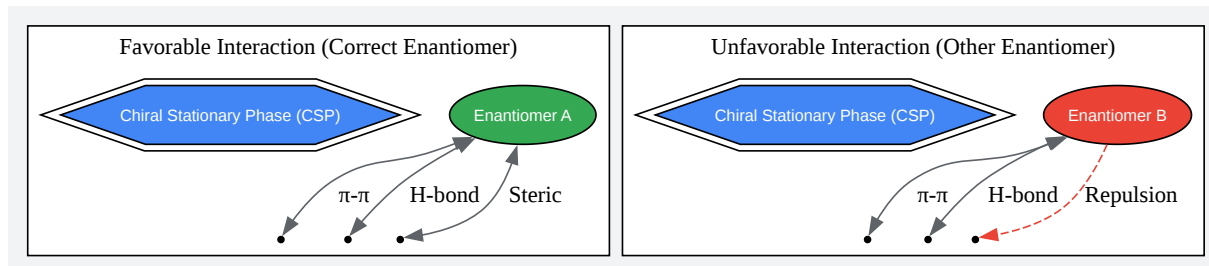 Favorable Interaction (Correct Enantiomer)
Chiral Stationary Phase (CSP)
Enantiomer A
π-π
H-bond
Steric
Unfavorable Interaction (Other Enantiomer)
Chiral Stationary Phase (CSP)
Enantiomer B
π-π
H-bond
Repulsion